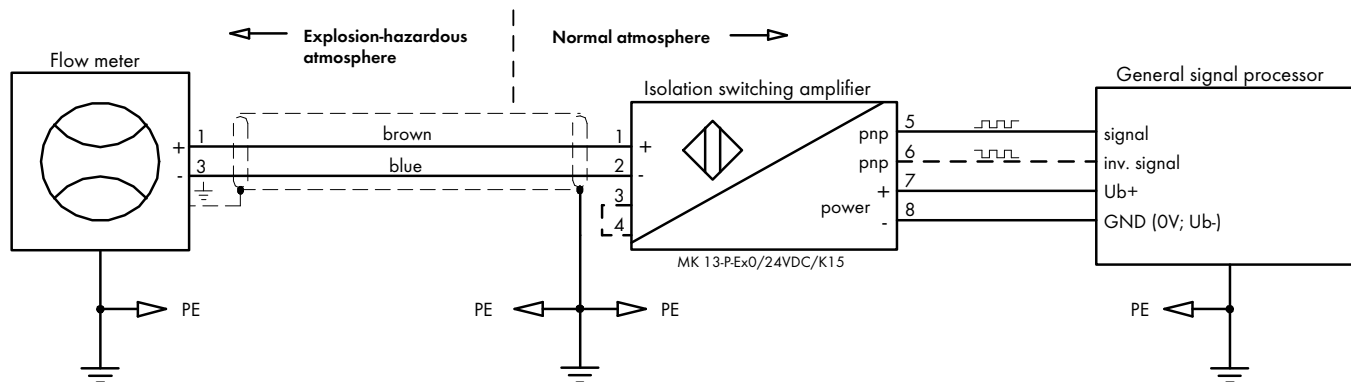 Explosion-hazardous
atmosphere
Normal atmosphere
Flow meter
Isolation switching amplifier
General signal processor
+ 1 brown 1 +
- 3 blue 2 -
3
4
pnp 5 signal
pnp 6 inv. signal
+ 7 Ub+
power
- 8 GND (0V; Ub-)
MK 13-P-Ex0/24VDC/K15
PE
PE
PE
PE